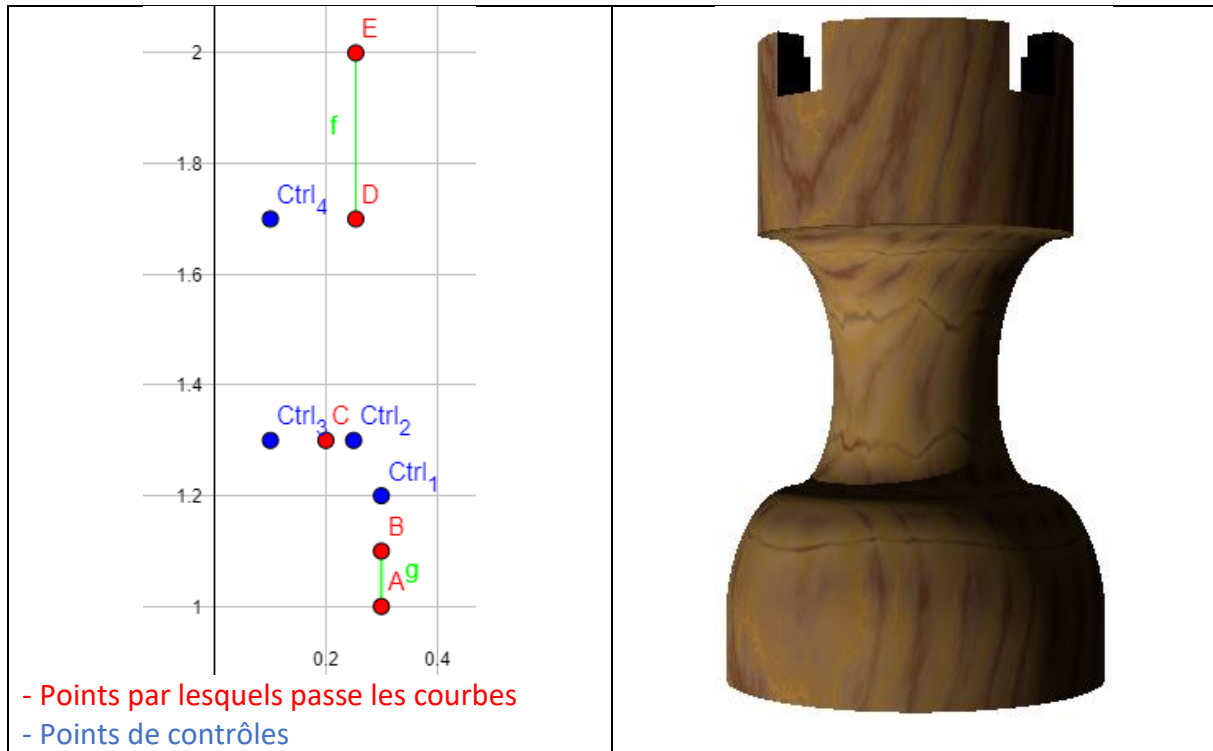 E
2
f
1.8
Ctrl4 D
1.6
1.4
Ctrl3 C Ctrl2
Ctrl1
1.2
B
A g
1
0.2 0.4
- Points par lesquels passe les courbes
- Points de contrôles